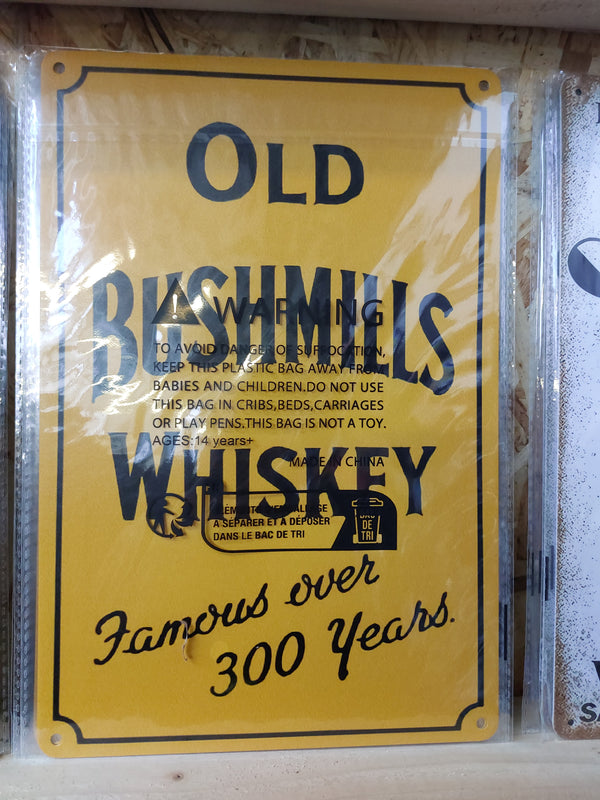 OLD
BUSHMILLS
WARNING
TO AVOID DANGER OF SUFFOCATION,
KEEP THIS PLASTIC BAG AWAY FROM
BABIES AND CHILDREN.DO NOT USE
THIS BAG IN CRIBS,BEDS,CARRIAGES
OR PLAY PENS.THIS BAG IS NOT A TOY.
AGES:14 years+
MADE IN CHINA
WHISKEY
À SÉPARER ET À DÉPOSER
DANS LE BAC DE TRI
BAC
DE
TRI
Famous over
300 Years.